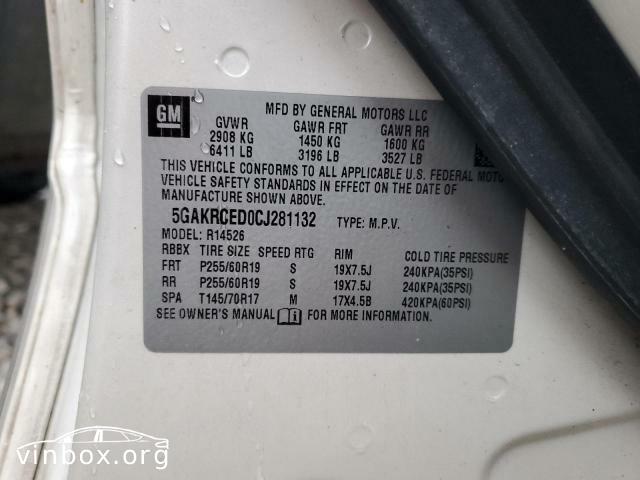 MFD BY GENERAL MOTORS LLC
GM
GVWR GAWR FRT GAWR RR
2908 KG 1450 KG 1600 KG
6411 LB 3196 LB 3527 LB
THIS VEHICLE CONFORMS TO ALL APPLICABLE U.S. FEDERAL
VEHICLE SAFETY STANDARDS IN EFFECT ON THE DATE OF
MANUFACTURE SHOWN ABOVE.
5GAKRCED0CJ281132 TYPE: M.P.V.
MODEL: R14526
RBBX TIRE SIZE SPEED RTG RIM COLD TIRE PRESSURE
FRT P255/60R19 S 19X7.5J 240KPA(35PSI)
RR P255/60R19 S 19X7.5J 240KPA(35PSI)
SPA T145/70R17 M 17X4.5B 420KPA(60PSI)
SEE OWNER'S MANUAL FOR MORE INFORMATION.
vinbox.org